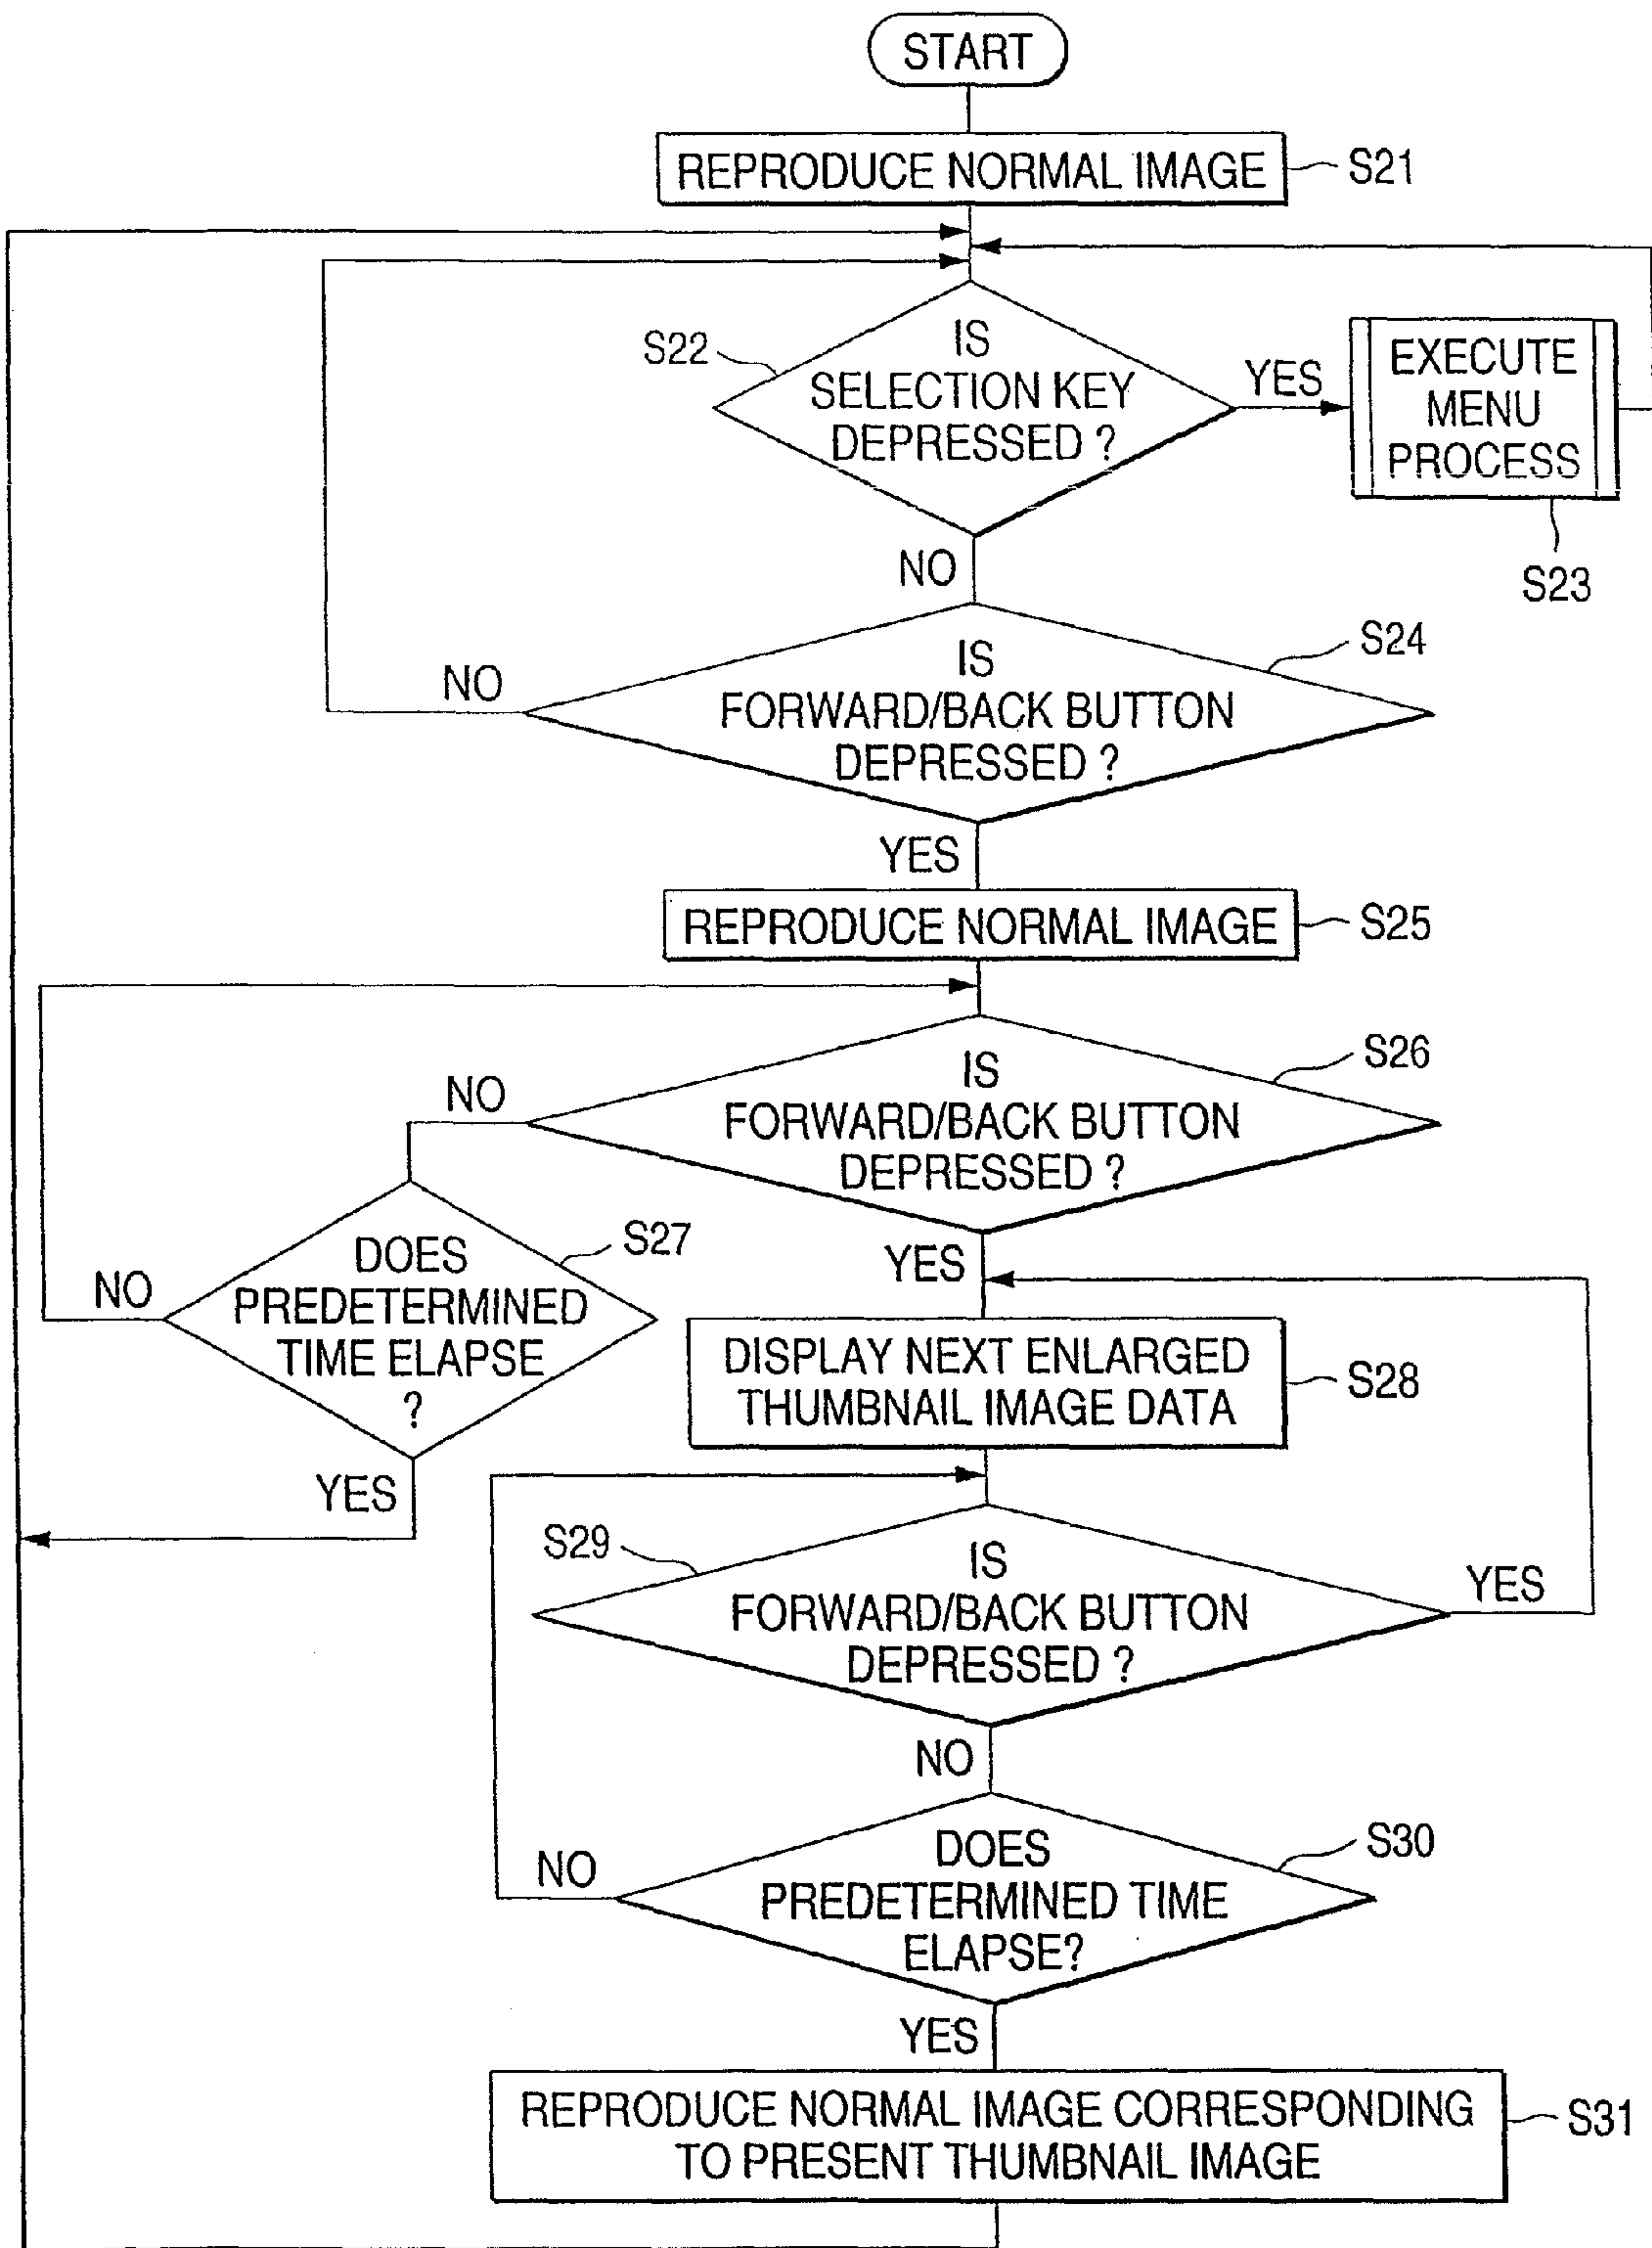 START
REPRODUCE NORMAL IMAGE
S21
S22
IS
SELECTION KEY
DEPRESSED ?
YES
EXECUTE
MENU
PROCESS
S23
NO
S24
IS
FORWARD/BACK BUTTON
DEPRESSED ?
NO
YES
REPRODUCE NORMAL IMAGE
S25
S26
IS
FORWARD/BACK BUTTON
DEPRESSED ?
NO
S27
DOES
PREDETERMINED
TIME ELAPSE
?
NO
YES
YES
DISPLAY NEXT ENLARGED
THUMBNAIL IMAGE DATA
S28
S29
IS
FORWARD/BACK BUTTON
DEPRESSED ?
YES
NO
S30
DOES
PREDETERMINED TIME
ELAPSE?
NO
YES
REPRODUCE NORMAL IMAGE CORRESPONDING
TO PRESENT THUMBNAIL IMAGE
S31